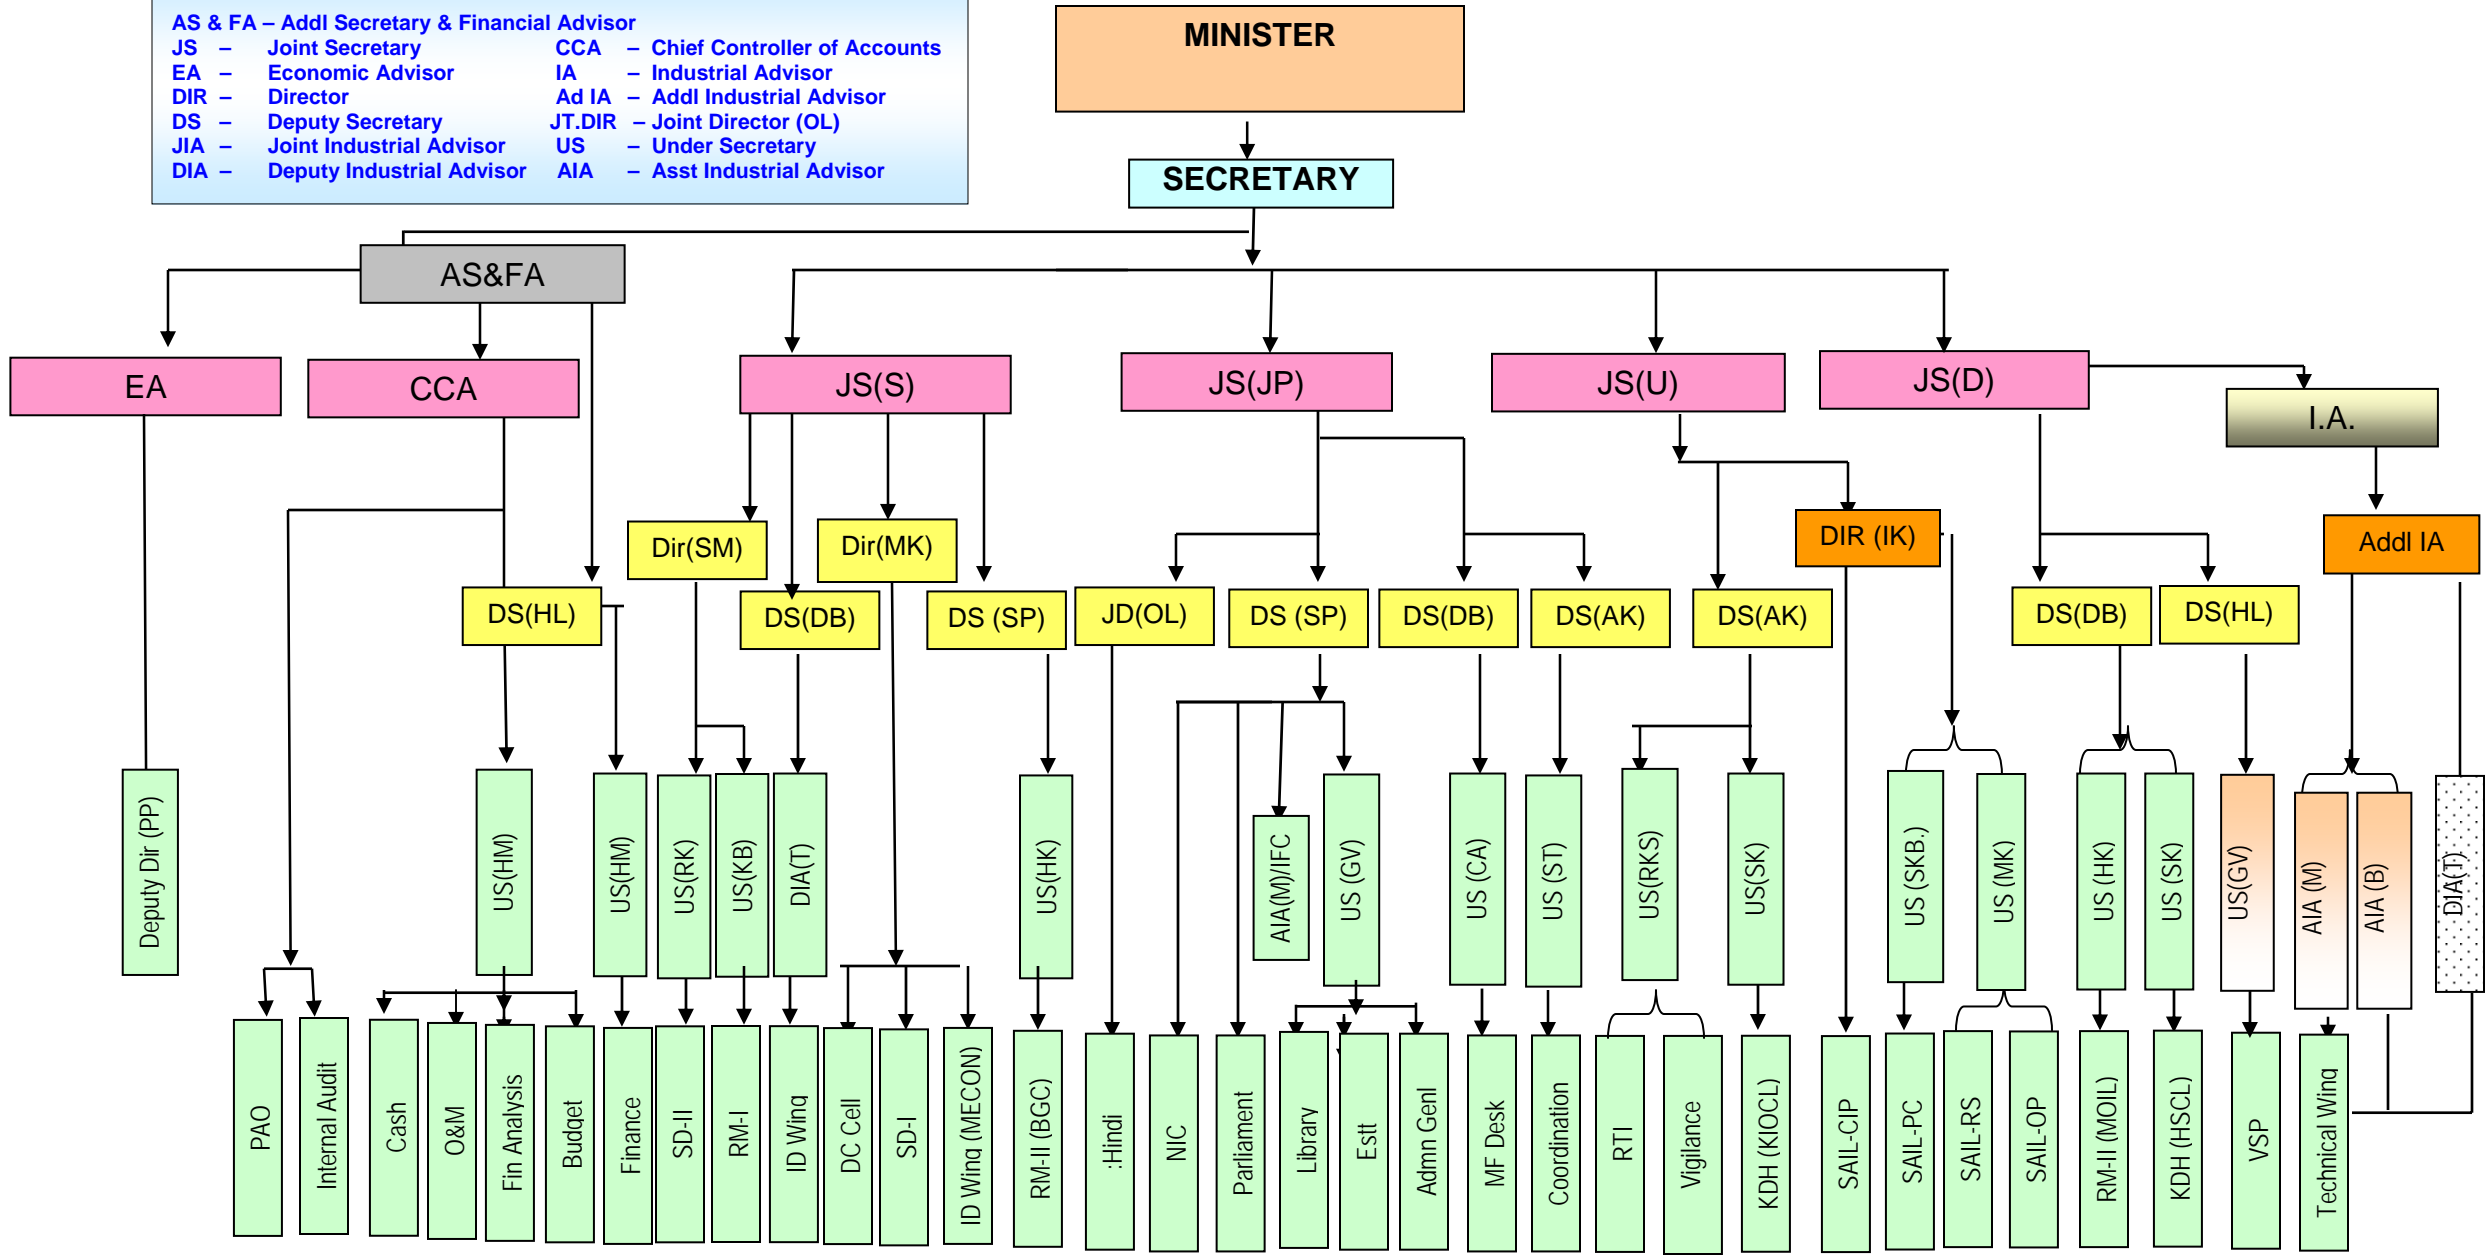 AS & FA – Addl Secretary & Financial Advisor
JS – Joint Secretary CCA – Chief Controller of Accounts
EA – Economic Advisor IA – Industrial Advisor
DIR – Director Ad IA – Addl Industrial Advisor
DS – Deputy Secretary JT.DIR – Joint Director (OL)
JIA – Joint Industrial Advisor US – Under Secretary
DIA – Deputy Industrial Advisor AIA – Asst Industrial Advisor
MINISTER
SECRETARY
AS&FA
EA
CCA
JS(S)
JS(JP)
JS(U)
JS(D)
I.A.
Dir(SM)
Dir(MK)
DIR (IK)
Addl IA
DS(HL)
DS(DB)
DS (SP)
JD(OL)
DS (SP)
DS(DB)
DS(AK)
DS(AK)
DS(DB)
DS(HL)
Deputy Dir (PP)
US(HM)
US(HM)
US(RK)
US(KB)
DIA(T)
US(HK)
AIA(M)/IFC
US (GV)
US (CA)
US (ST)
US(RKS)
US(SK)
US (SKB.)
US (MK)
US (HK)
US (SK)
US(GV)
AIA (M)
AIA (B)
DIA(T)
PAO
Internal Audit
Cash
O&M
Fin Analysis
Budget
Finance
SD-II
RM-I
ID Wing
DC Cell
SD-I
ID Wing (MECON)
RM-II (BGC)
:Hindi
NIC
Parliament
Library
Estt
Admn Genl
MF Desk
Coordination
RTI
Vigilance
KDH (KIOCL)
SAIL-CIP
SAIL-PC
SAIL-RS
SAIL-OP
RM-II (MOIL)
KDH (HSCL)
VSP
Technical Wing